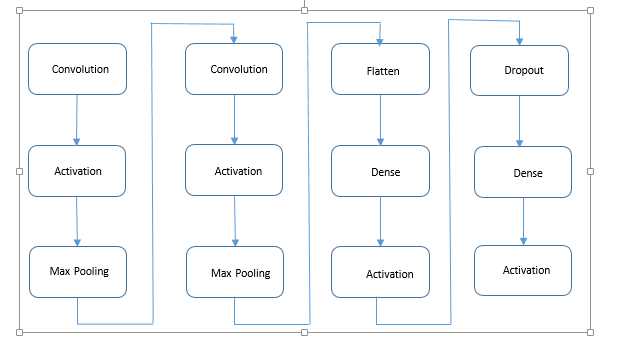 Convolution
Activation
Max Pooling
Convolution
Activation
Max Pooling
Flatten
Dense
Activation
Dropout
Dense
Activation